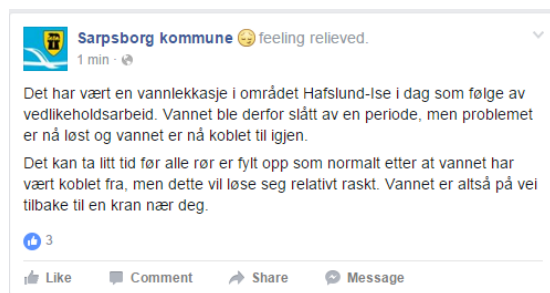 Sarpsborg kommune feeling relieved.
1 min ·
Det har vært en vannlekkasje i området Hafslund-Ise i dag som følge av
vedlikeholdsarbeid. Vannet ble derfor slått av en periode, men problemet
er nå løst og vannet er nå koblet til igjen.
Det kan ta litt tid før alle rør er fylt opp som normalt etter at vannet har
vært koblet fra, men dette vil løse seg relativt raskt. Vannet er altså på vei
tilbake til en kran nær deg.
3
Like Comment Share Message